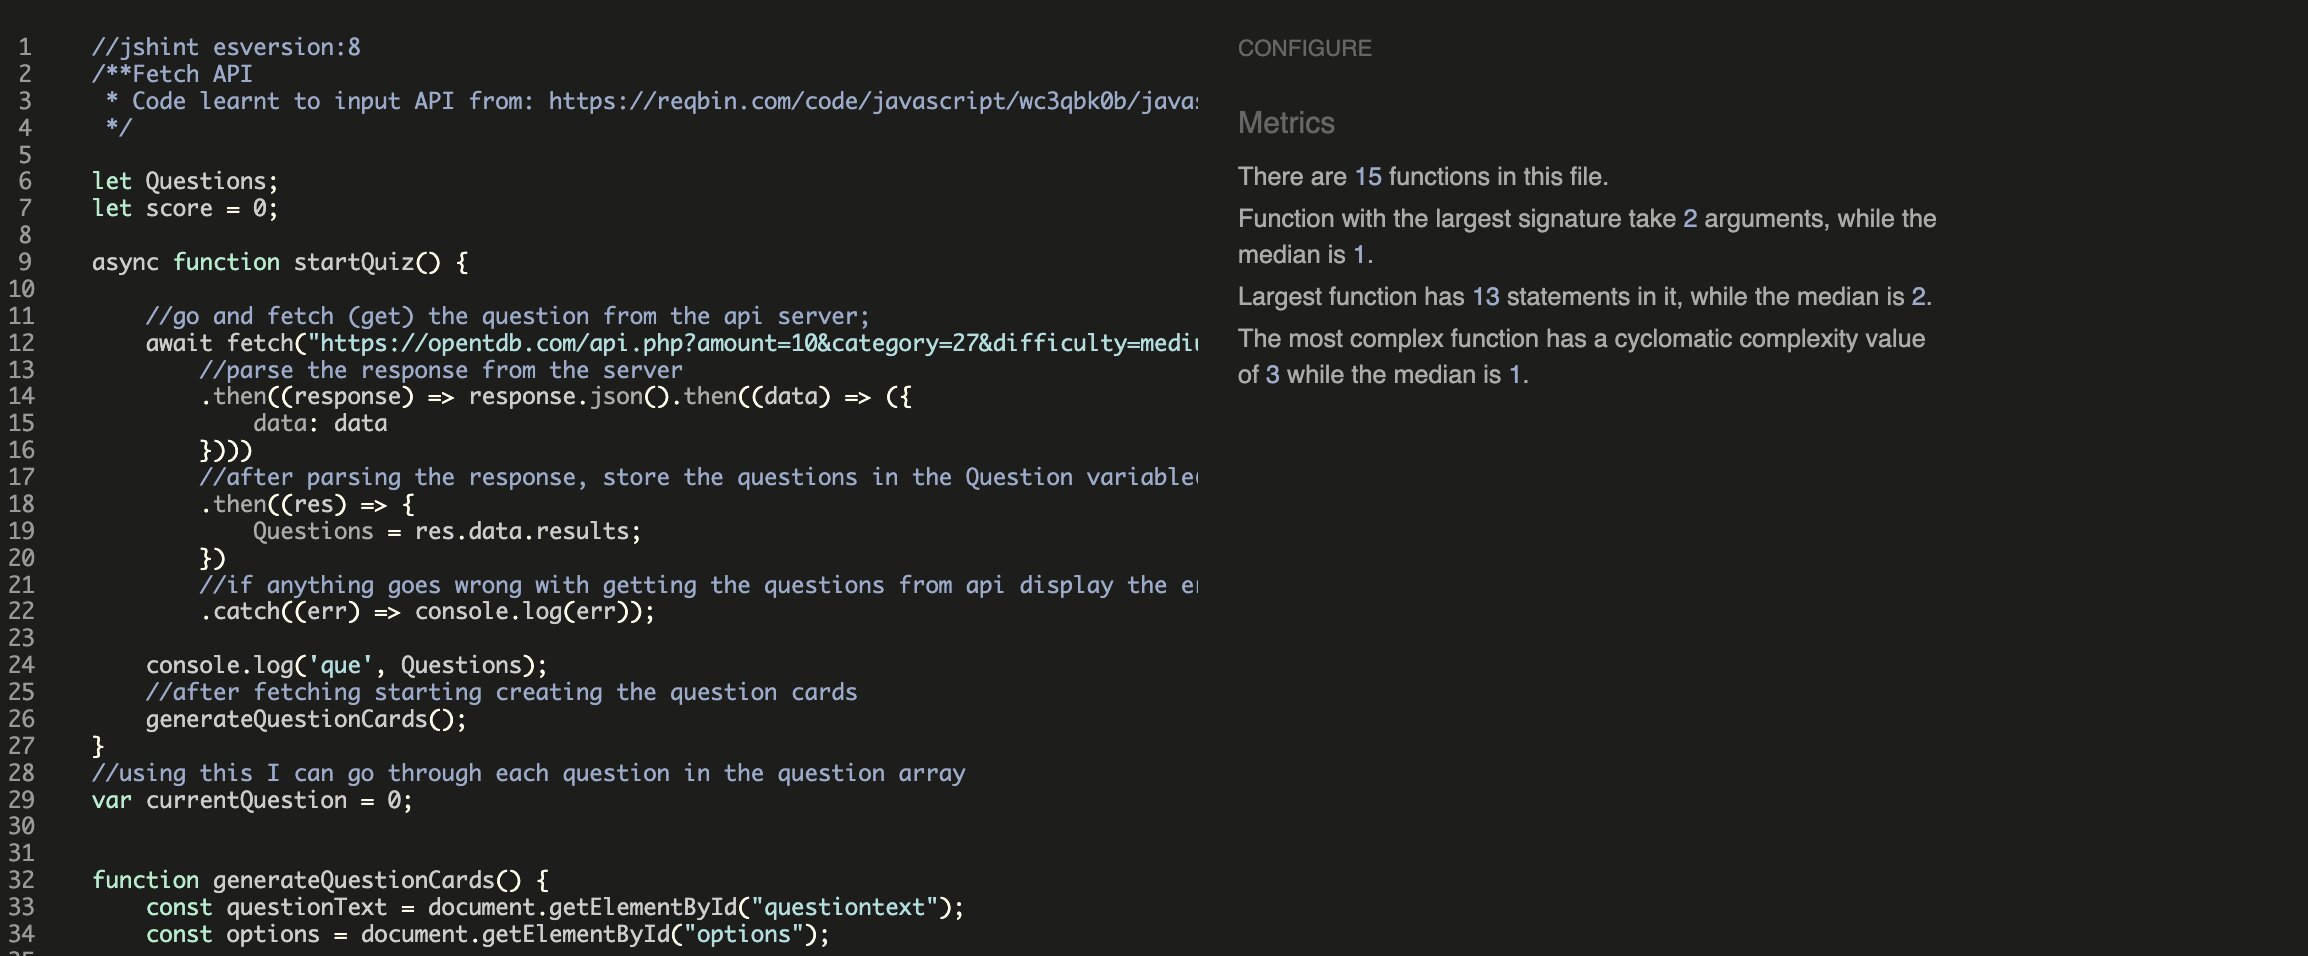 1 //jshint esversion:8
2 /**Fetch API
3 * Code learnt to input API from: https://reqbin.com/code/javascript/wc3qbk0b/javas
4 */
5
6 let Questions;
7 let score = 0;
8
9 async function startQuiz() {
10
11 //go and fetch (get) the question from the api server;
12 await fetch("https://opentdb.com/api.php?amount=10&category=27&difficulty=mediu
13 //parse the response from the server
14 .then((response) => response.json().then((data) => ({
15 data: data
16 })))
17 //after parsing the response, store the questions in the Question variable(
18 .then((res) => {
19 Questions = res.data.results;
20 })
21 //if anything goes wrong with getting the questions from api display the er
22 .catch((err) => console.log(err));
23
24 console.log('que', Questions);
25 //after fetching starting creating the question cards
26 generateQuestionCards();
27 }
28 //using this I can go through each question in the question array
29 var currentQuestion = 0;
30
31
32 function generateQuestionCards() {
33 const questionText = document.getElementById("questiontext");
34 const options = document.getElementById("options");
CONFIGURE
Metrics
There are 15 functions in this file.
Function with the largest signature take 2 arguments, while the
median is 1.
Largest function has 13 statements in it, while the median is 2.
The most complex function has a cyclomatic complexity value
of 3 while the median is 1.